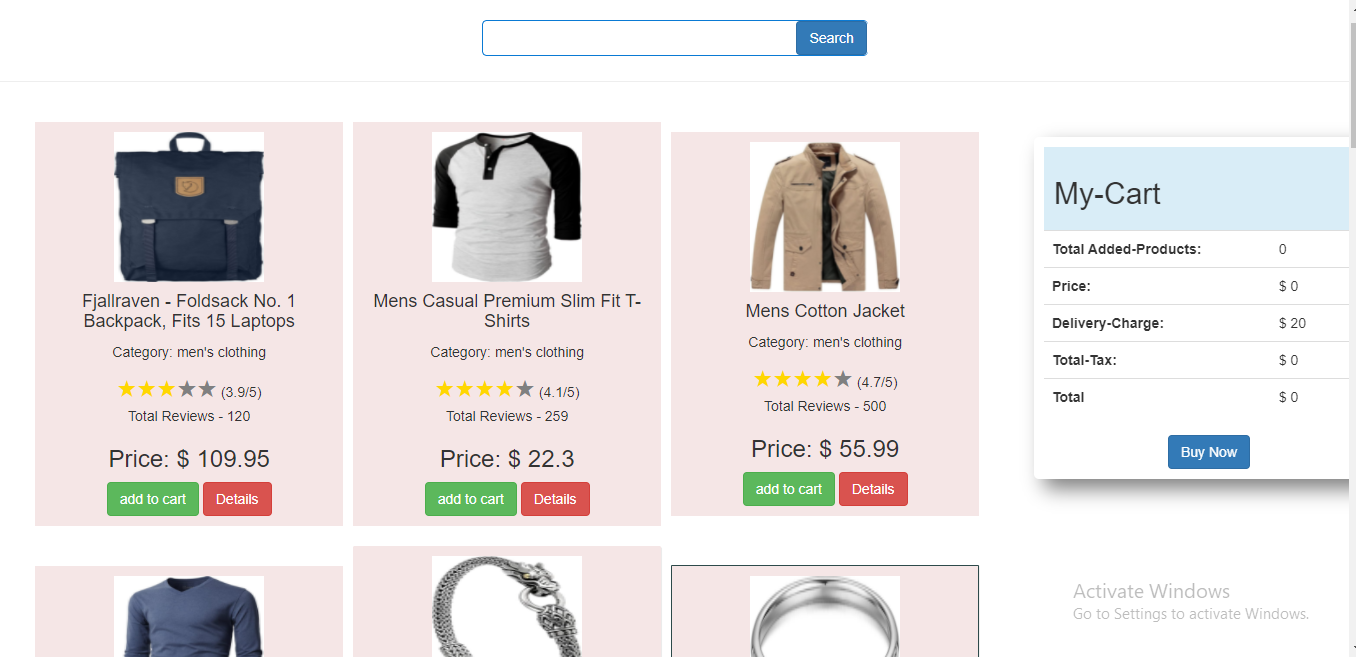 Search
Fjallraven - Foldsack No. 1
Backpack, Fits 15 Laptops
Category: men's clothing
★★★★★ (3.9/5)
Total Reviews - 120
Price: $ 109.95
add to cart Details
Mens Casual Premium Slim Fit T-
Shirts
Category: men's clothing
★★★★★ (4.1/5)
Total Reviews - 259
Price: $ 22.3
add to cart Details
Mens Cotton Jacket
Category: men's clothing
★★★★★ (4.7/5)
Total Reviews - 500
Price: $ 55.99
add to cart Details
My-Cart
Total Added-Products: 0
Price: $ 0
Delivery-Charge: $ 20
Total-Tax: $ 0
Total $ 0
Buy Now
Activate Windows
Go to Settings to activate Windows.